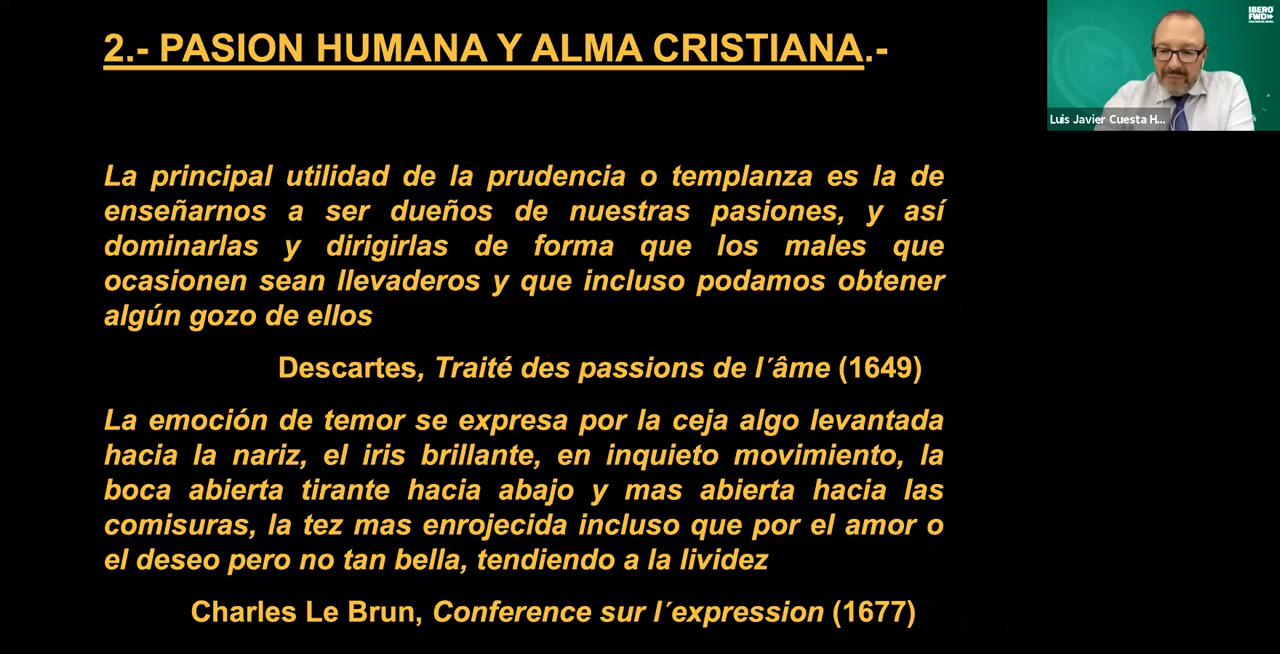 2.- PASION HUMANA Y ALMA CRISTIANA.-
IBERO
FWD
Luis Javier Cuesta H...
La principal utilidad de la prudencia o templanza es la de
enseñarnos a ser dueños de nuestras pasiones, y así
dominarlas y dirigirlas de forma que los males que
ocasionen sean llevaderos y que incluso podamos obtener
algún gozo de ellos
Descartes, Traité des passions de l´âme (1649)
La emoción de temor se expresa por la ceja algo levantada
hacia la nariz, el iris brillante, en inquieto movimiento, la
boca abierta tirante hacia abajo y mas abierta hacia las
comisuras, la tez mas enrojecida incluso que por el amor o
el deseo pero no tan bella, tendiendo a la lividez
Charles Le Brun, Conference sur l´expression (1677)